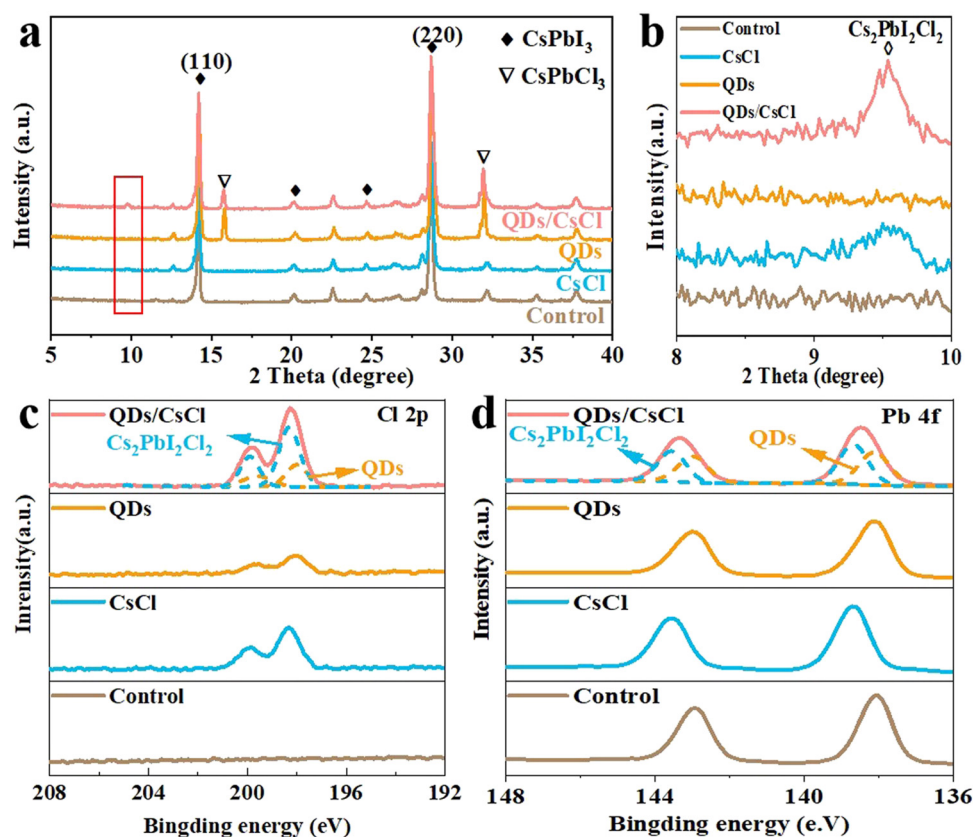 a
(110)
(220)
◆ CsPbI₃
▽ CsPbCl₃
QDs/CsCl
QDs
CsCl
Control
Intensity (a.u.)
5 10 15 20 25 30 35 40
2 Theta (degree)
b
Control
CsCl
QDs
QDs/CsCl
Cs₂PbI₂Cl₂
Intensity(a.u.)
8 9 10
2 Theta (degree)
c
QDs/CsCl
Cl 2p
Cs₂PbI₂Cl₂
QDs
QDs
CsCl
Control
Inrensity(a.u.)
208 204 200 196 192
Bingding energy (eV)
d
QDs/CsCl
Pb 4f
Cs₂PbI₂Cl₂
QDs
QDs
CsCl
Control
Intensity (a.u.)
148 144 140 136
Bingding energy (e.V)